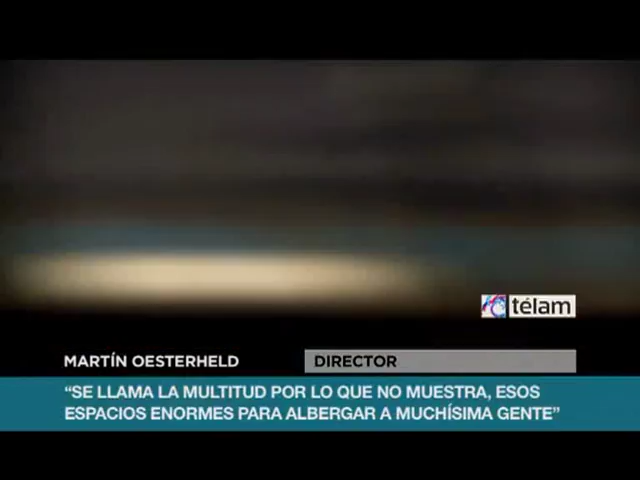 télam
MARTÍN OESTERHELD DIRECTOR
“SE LLAMA LA MULTITUD POR LO QUE NO MUESTRA, ESOS
ESPACIOS ENORMES PARA ALBERGAR A MUCHÍSIMA GENTE”